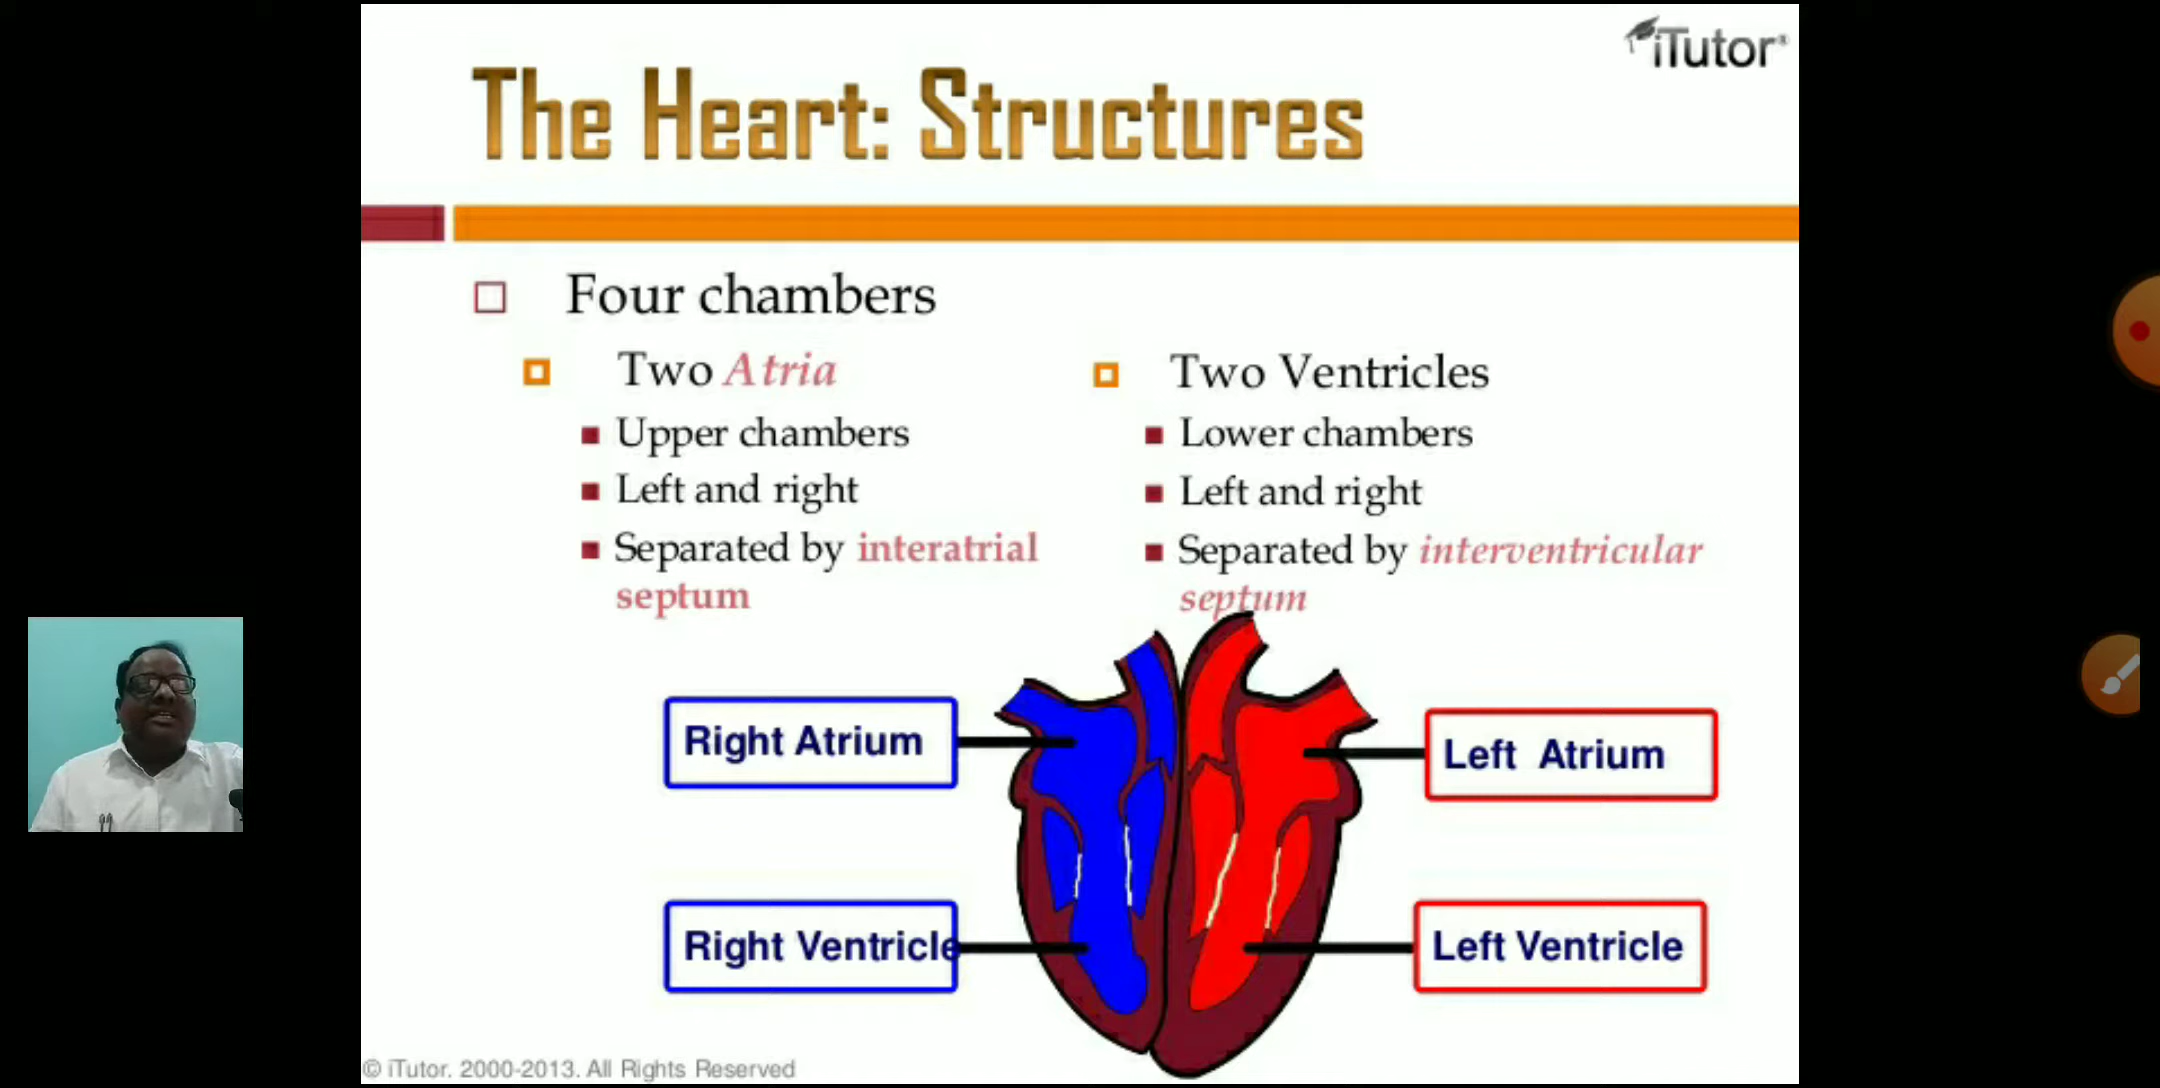 iTutor®
The Heart: Structures
Four chambers
Two Atria
Upper chambers
Left and right
Separated by interatrial
septum
Two Ventricles
Lower chambers
Left and right
Separated by interventricular
septum
Right Atrium
Left Atrium
Right Ventricle
Left Ventricle
© iTutor. 2000-2013. All Rights Reserved